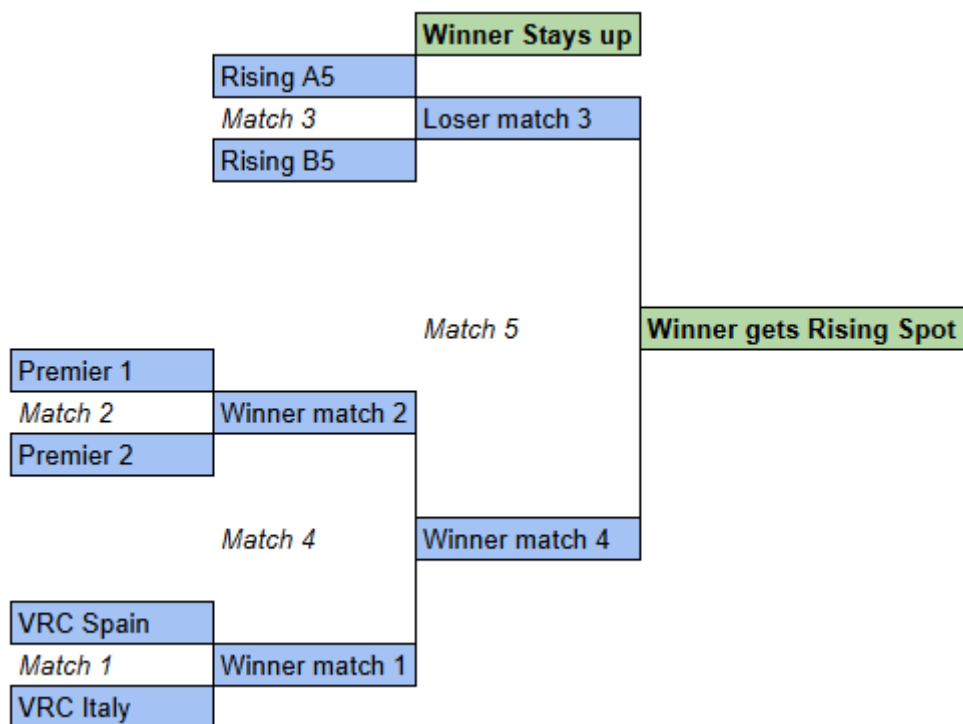 Winner Stays up
Rising A5
Match 3
Loser match 3
Rising B5
Match 5
Winner gets Rising Spot
Premier 1
Match 2
Winner match 2
Premier 2
Match 4
Winner match 4
VRC Spain
Match 1
Winner match 1
VRC Italy